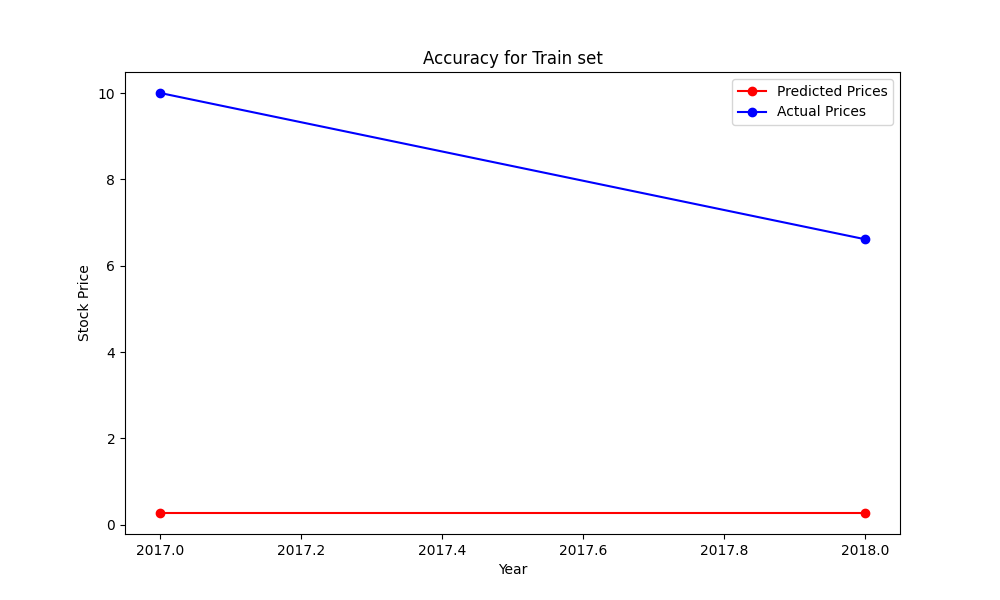 Accuracy for Train set
Predicted Prices
Actual Prices
Stock Price
10
8
6
4
2
0
2017.0 2017.2 2017.4 2017.6 2017.8 2018.0
Year